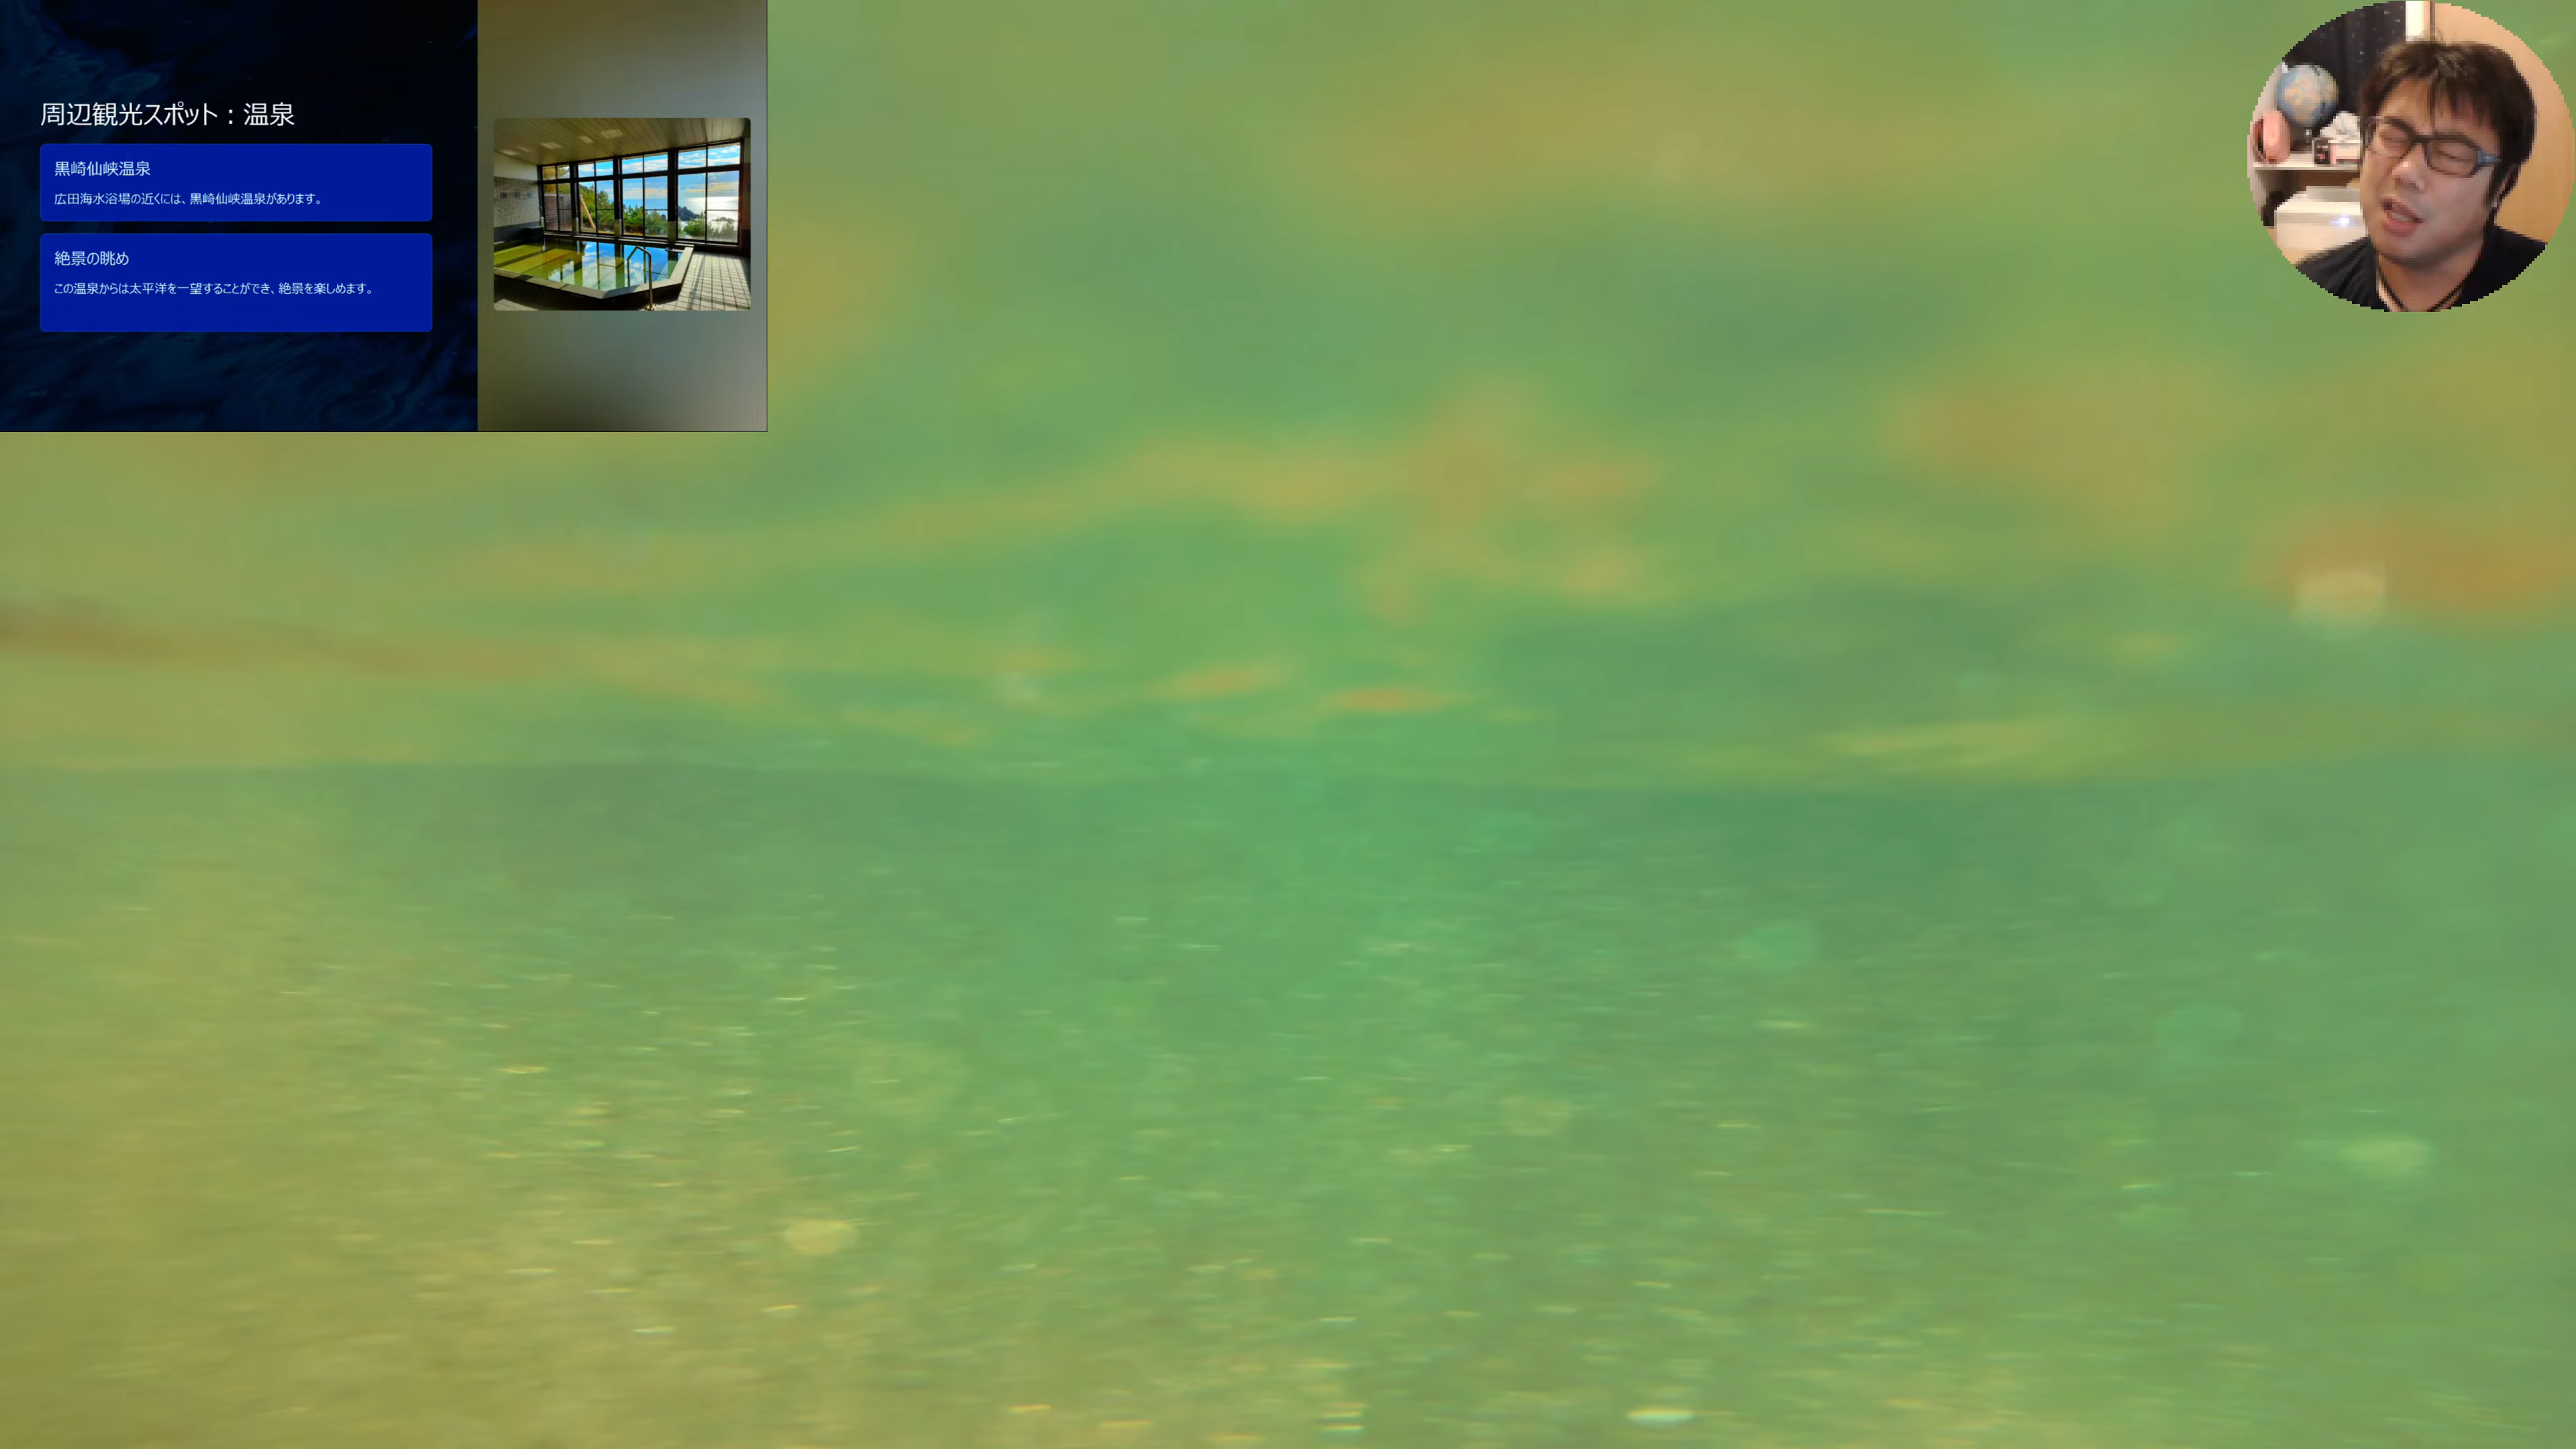 周辺観光スポット：温泉
黒崎仙峡温泉
広田海水浴場の近くには、黒崎仙峡温泉があります。
絶景の眺め
この温泉からは太平洋を一望することができ、絶景を楽しめます。